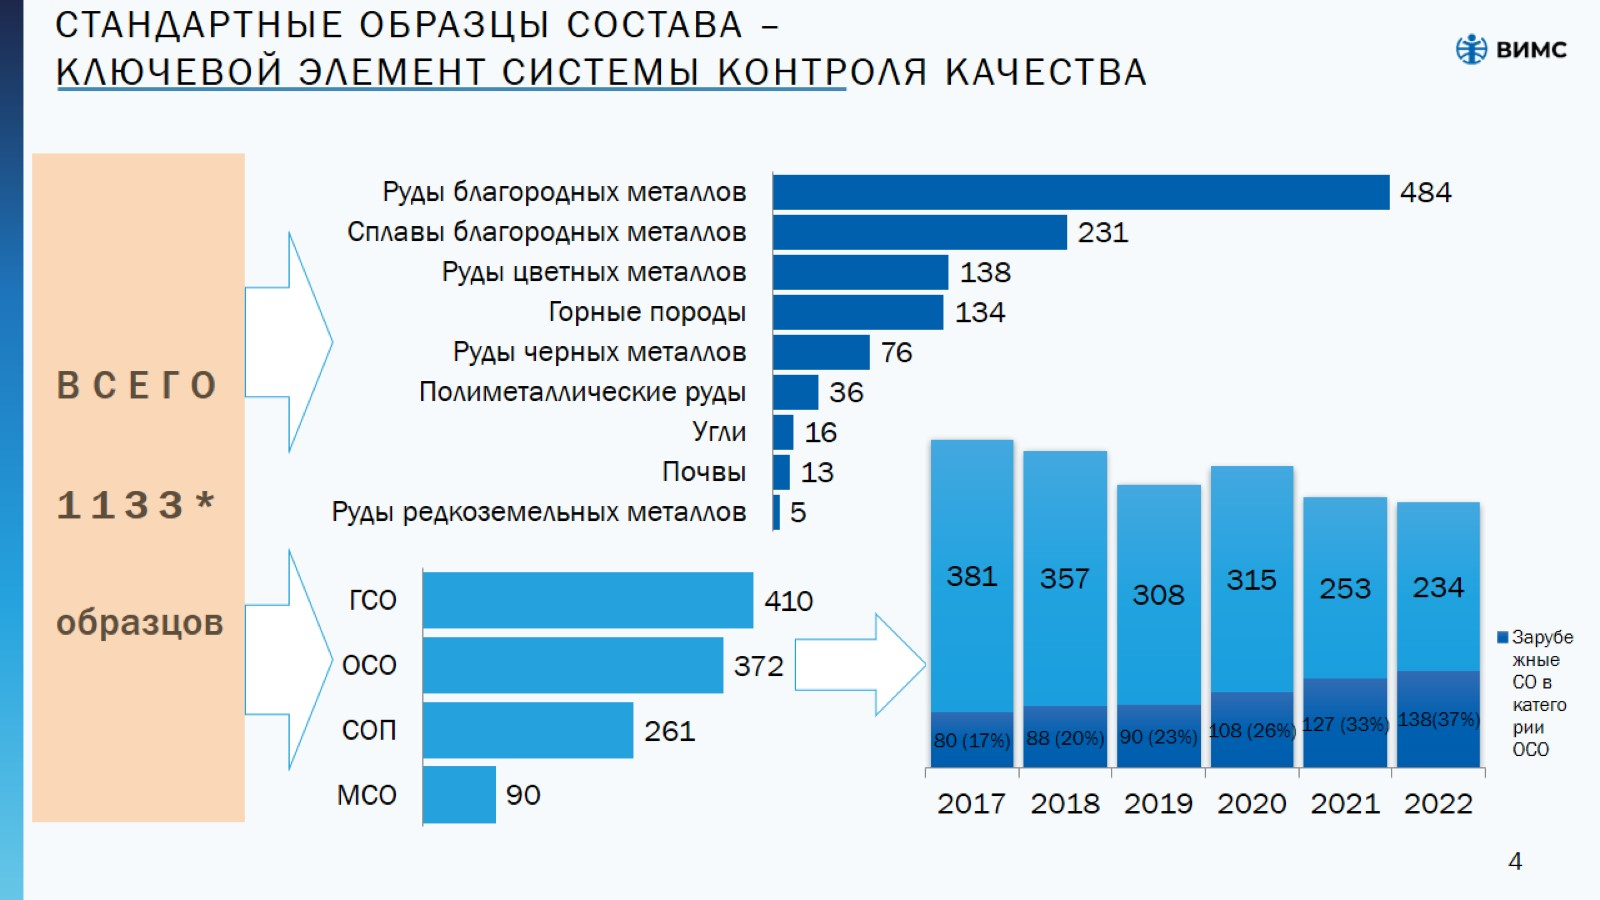 СТАНДАРТНЫЕ ОБРАЗЦЫ СОСТАВА –
КЛЮЧЕВОЙ ЭЛЕМЕНТ СИСТЕМЫ КОНТРОЛЯ КАЧЕСТВА
ВИМС
ВСЕГО
1133*
образцов
Руды благородных металлов 484
Сплавы благородных металлов 231
Руды цветных металлов 138
Горные породы 134
Руды черных металлов 76
Полиметаллические руды 36
Угли 16
Почвы 13
Руды редкоземельных металлов 5
ГСО 410
ОСО 372
СОП 261
МСО 90
381 357 308 315 253 234
80 (17%) 88 (20%) 90 (23%) 108 (26%) 127 (33%) 138(37%)
2017 2018 2019 2020 2021 2022
Зарубе
жные
СО в
катего
рии
ОСО
4